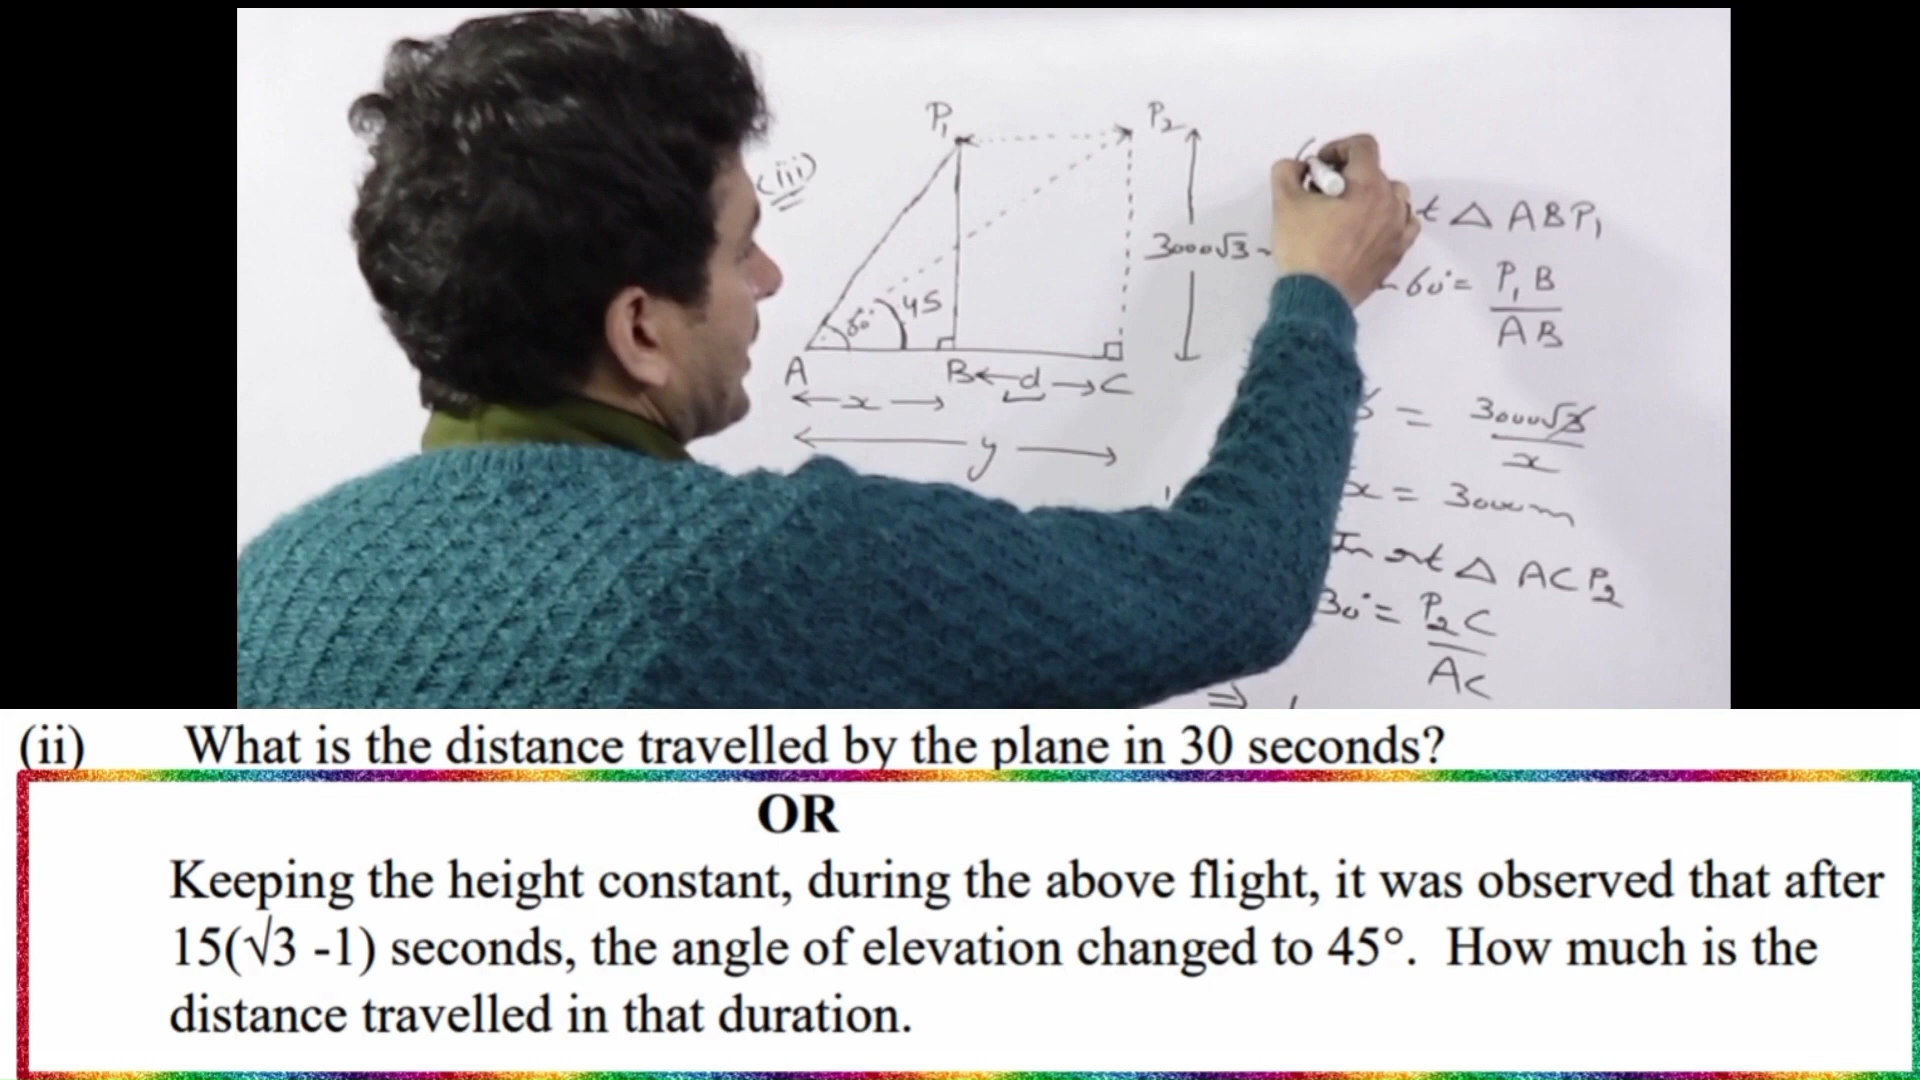 (iii)
P₁
P₂
3000√3
60°
45
A
B
d
C
x
y
△ ABP₁
60° = P₁B / AB
= 3000√3 / x
x = 3000m
In rt △ ACP₂
30° = P₂C / AC
⇒
(ii) What is the distance travelled by the plane in 30 seconds?
OR
Keeping the height constant, during the above flight, it was observed that after
15(√3 -1) seconds, the angle of elevation changed to 45°. How much is the
distance travelled in that duration.